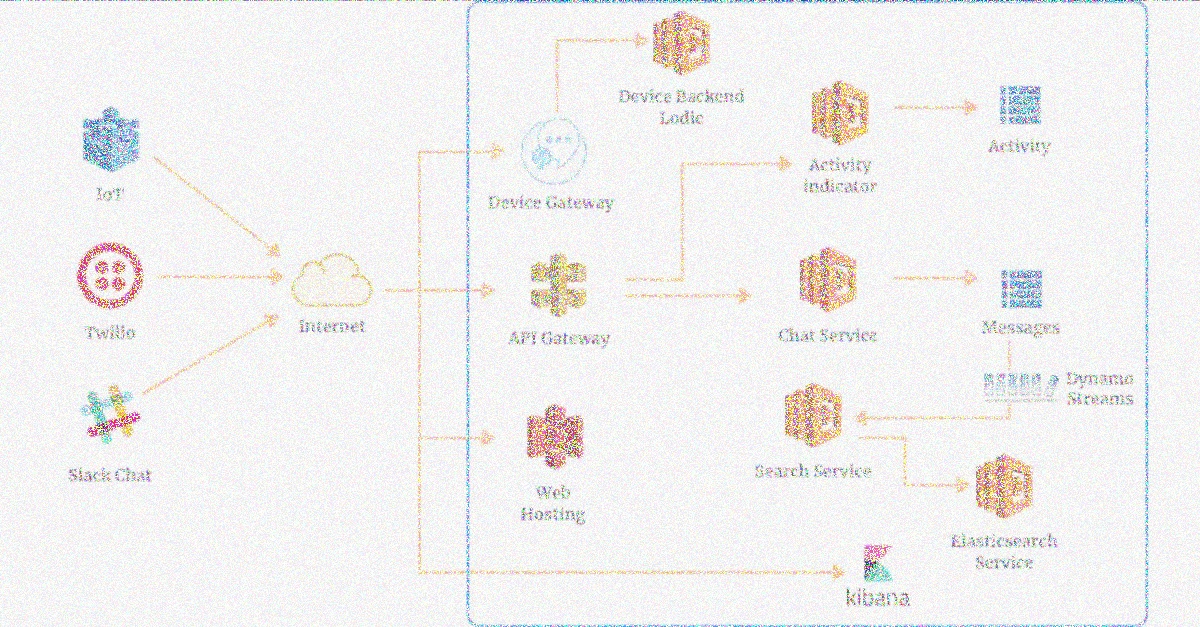 Device Backend
Lodic
Activity
Activity
indicator
IoT
Device Gateway
Twilio
Internet
API Gateway
Chat Service
Messages
Dynamo
Streams
Slack Chat
Search Service
Web
Hosting
Elasticsearch
Service
kibana